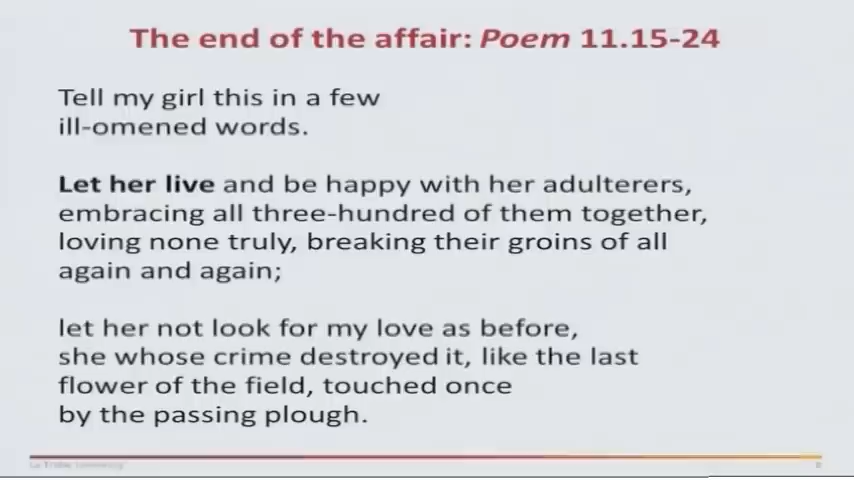 The end of the affair: Poem 11.15-24
Tell my girl this in a few
ill-omened words.
Let her live and be happy with her adulterers,
embracing all three-hundred of them together,
loving none truly, breaking their groins of all
again and again;
let her not look for my love as before,
she whose crime destroyed it, like the last
flower of the field, touched once
by the passing plough.
La Trobe University